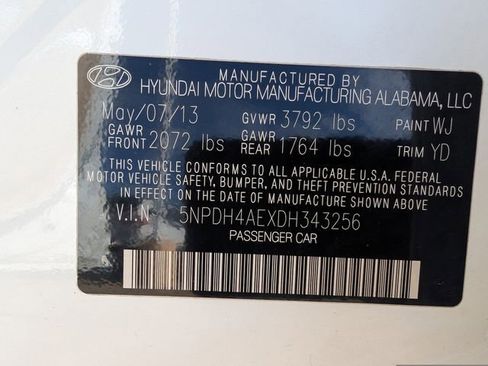 MANUFACTURED BY
HYUNDAI MOTOR MANUFACTURING ALABAMA, LLC
May/07/13 GVWR 3792 lbs PAINT WJ
GAWR FRONT 2072 lbs GAWR REAR 1764 lbs TRIM YD
THIS VEHICLE CONFORMS TO ALL APPLICABLE U.S.A. FEDERAL
MOTOR VEHICLE SAFETY, BUMPER, AND THEFT PREVENTION STANDARDS
IN EFFECT ON THE DATE OF MANUFACTURE SHOWN ABOVE.
V.I.N 5NPDH4AEXDH343256
PASSENGER CAR